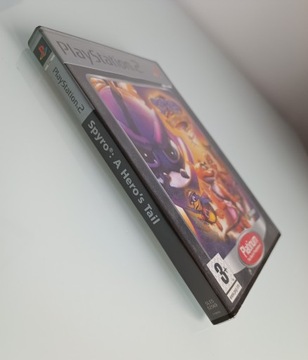 PlayStation®2
PlayStation®2
Spyro®: A Hero's Tail
Platinum
3+